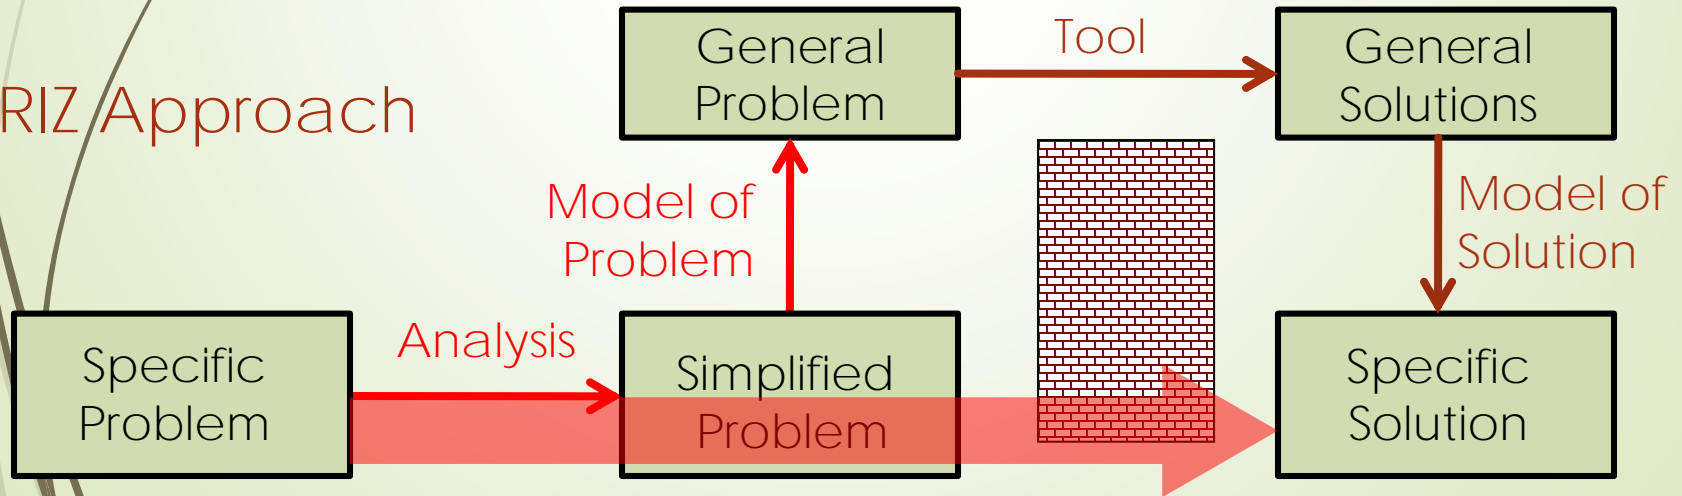 RIZ Approach
General
Problem
Tool
General
Solutions
Model of
Problem
Model of
Solution
Specific
Problem
Analysis
Simplified
Problem
Specific
Solution